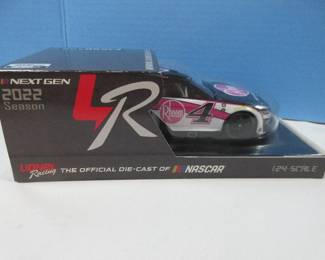 NEXT GEN
2022
Season
LR
Rheem
4
LIONEL
Racing THE OFFICIAL DIE-CAST OF NASCAR
1:24-SCALE